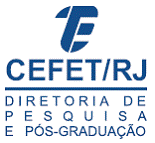 CEFET/RJ
DIRETORIA DE
PESQUISA
E PÓS-GRADUAÇÃO